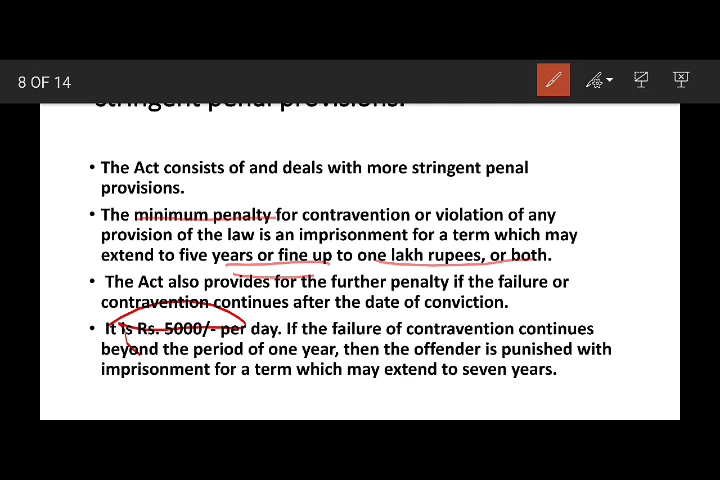 8 OF 14
stringent penal provisions.
• The Act consists of and deals with more stringent penal
provisions.
• The minimum penalty for contravention or violation of any
provision of the law is an imprisonment for a term which may
extend to five years or fine up to one lakh rupees, or both.
• The Act also provides for the further penalty if the failure or
contravention continues after the date of conviction.
• It is Rs. 5000/- per day. If the failure of contravention continues
beyond the period of one year, then the offender is punished with
imprisonment for a term which may extend to seven years.